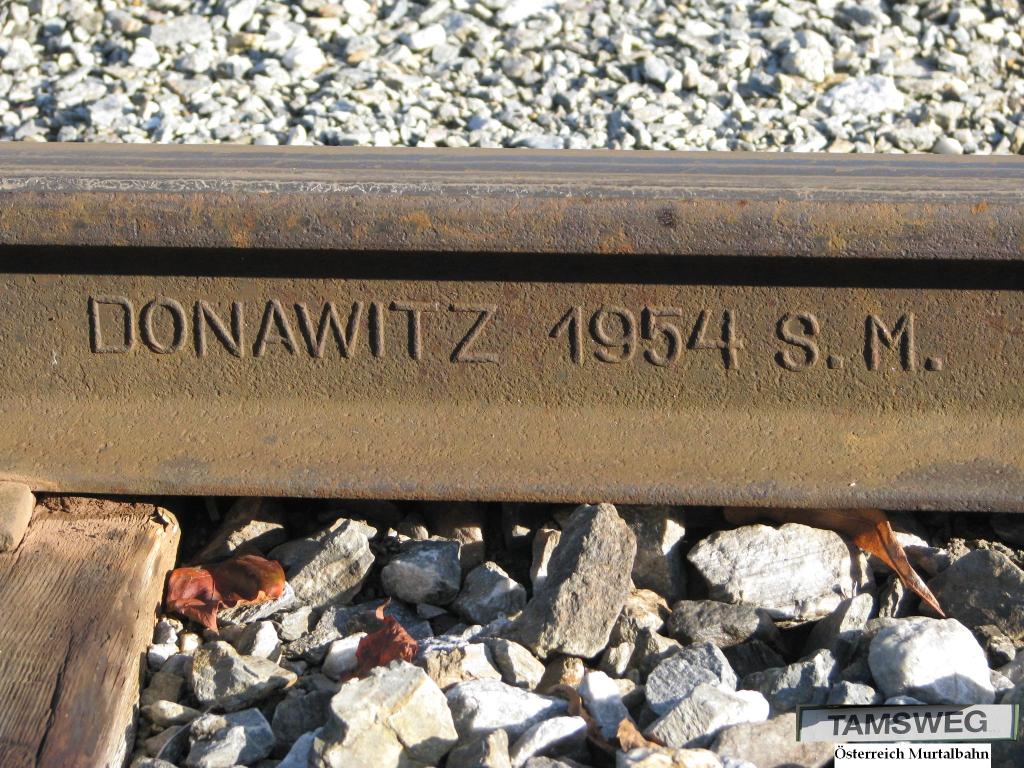 DONAWITZ 1954 S.M.
TAMSWEG
Österreich Murtalbahn